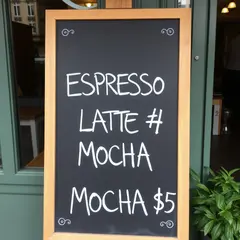 ESPRESSO
LATTE #
MOCHA
MOCHA $5